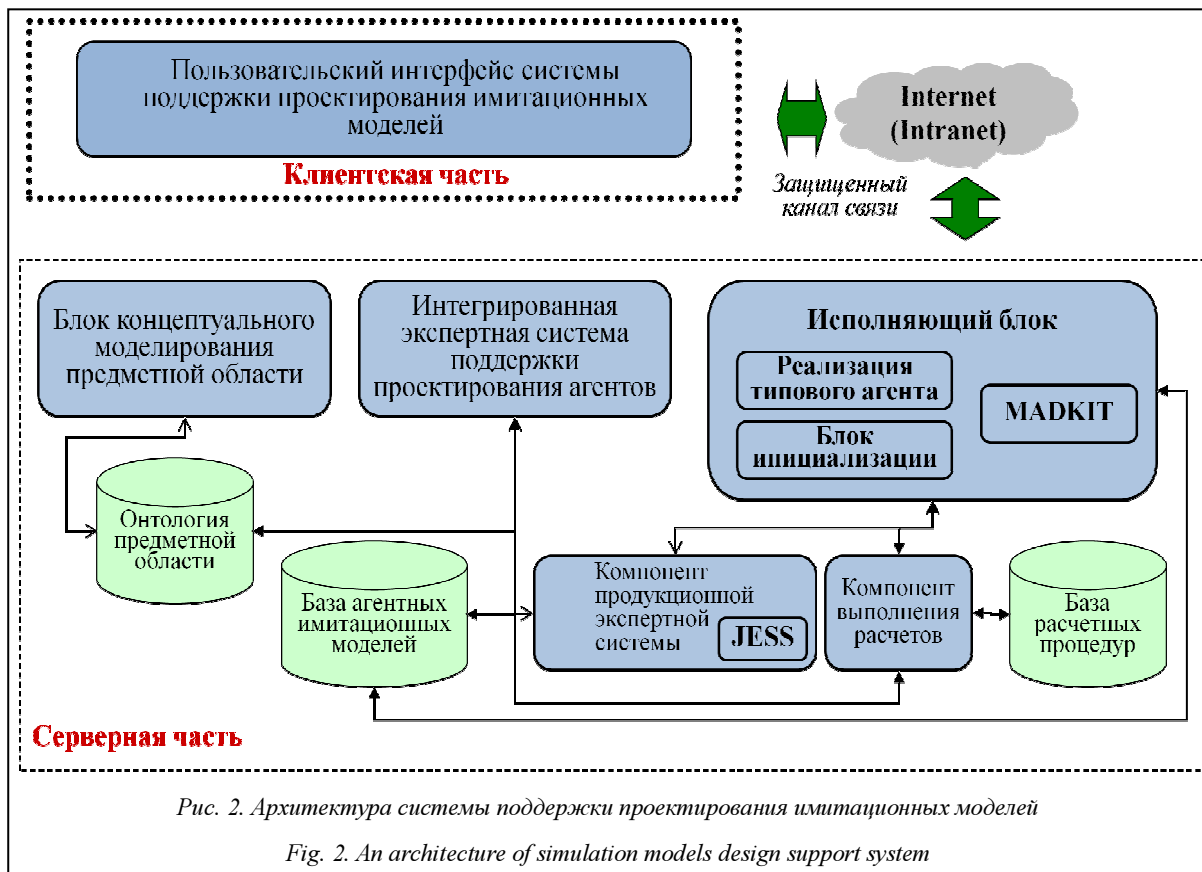 Пользовательский интерфейс системы
поддержки проектирования имитационных
моделей
Клиентская часть
Internet
(Intranet)
Защищенный
канал связи
Блок концептуального
моделирования
предметной области
Интегрированная
экспертная система
поддержки
проектирования агентов
Исполняющий блок
Реализация
типового агента
MADKIT
Блок
инициализации
Онтология
предметной
области
База агентных
имитационных
моделей
Компонент
продукционной
экспертной
системы
JESS
Компонент
выполнения
расчетов
База
расчетных
процедур
Серверная часть
Рис. 2. Архитектура системы поддержки проектирования имитационных моделей
Fig. 2. An architecture of simulation models design support system